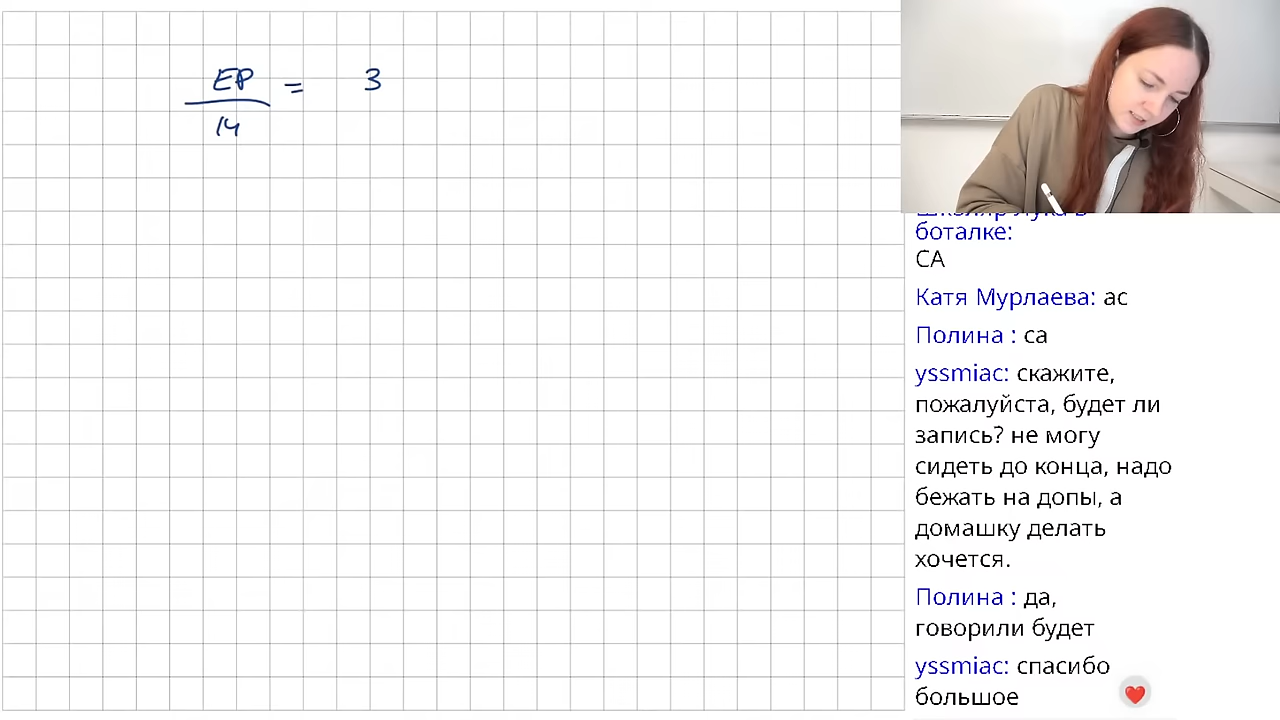 EP = 3
14
боталке:
СА
Катя Мурлаева: ас
Полина : са
yssmiac: скажите,
пожалуйста, будет ли
запись? не могу
сидеть до конца, надо
бежать на допы, а
домашку делать
хочется.
Полина : да,
говорили будет
yssmiac: спасибо
большое